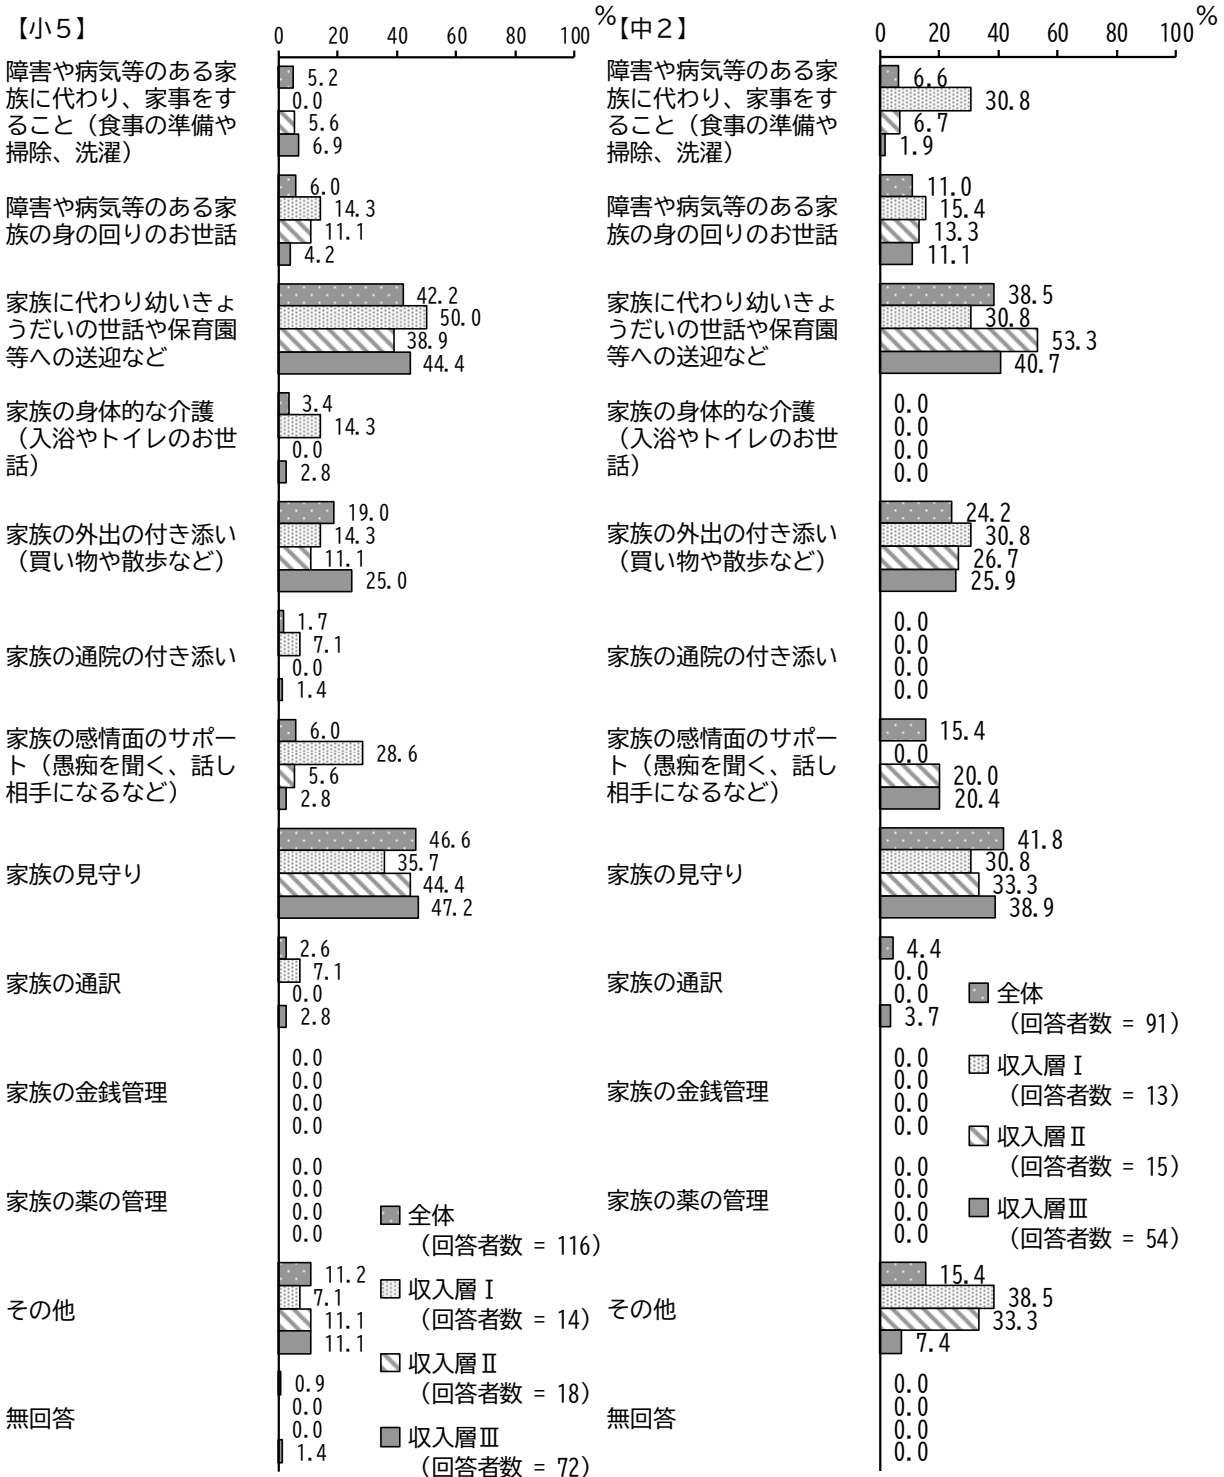 【小５】
%
0 20 40 60 80 100
障害や病気等のある家
族に代わり、家事をす
ること（食事の準備や
掃除、洗濯）
5.2
0.0
5.6
6.9
障害や病気等のある家
族の身の回りのお世話
6.0
14.3
11.1
4.2
家族に代わり幼いきょ
うだいの世話や保育園
等への送迎など
42.2
50.0
38.9
44.4
家族の身体的な介護
（入浴やトイレのお世
話）
3.4
14.3
0.0
2.8
家族の外出の付き添い
（買い物や散歩など）
19.0
14.3
11.1
25.0
家族の通院の付き添い
1.7
7.1
0.0
1.4
家族の感情面のサポー
ト（愚痴を聞く、話し
相手になるなど）
6.0
28.6
5.6
2.8
家族の見守り
46.6
35.7
44.4
47.2
家族の通訳
2.6
7.1
0.0
2.8
家族の金銭管理
0.0
0.0
0.0
0.0
家族の薬の管理
0.0
0.0
0.0
0.0
その他
11.2
7.1
11.1
11.1
無回答
0.9
0.0
0.0
1.4
全体
（回答者数 = 116）
収入層Ⅰ
（回答者数 = 14）
収入層Ⅱ
（回答者数 = 18）
収入層Ⅲ
（回答者数 = 72）
【中２】
%
0 20 40 60 80 100
障害や病気等のある家
族に代わり、家事をす
ること（食事の準備や
掃除、洗濯）
6.6
30.8
6.7
1.9
障害や病気等のある家
族の身の回りのお世話
11.0
15.4
13.3
11.1
家族に代わり幼いきょ
うだいの世話や保育園
等への送迎など
38.5
30.8
53.3
40.7
家族の身体的な介護
（入浴やトイレのお世
話）
0.0
0.0
0.0
0.0
家族の外出の付き添い
（買い物や散歩など）
24.2
30.8
26.7
25.9
家族の通院の付き添い
0.0
0.0
0.0
0.0
家族の感情面のサポー
ト（愚痴を聞く、話し
相手になるなど）
15.4
0.0
20.0
20.4
家族の見守り
41.8
30.8
33.3
38.9
家族の通訳
4.4
0.0
0.0
3.7
家族の金銭管理
0.0
0.0
0.0
0.0
家族の薬の管理
0.0
0.0
0.0
0.0
その他
15.4
38.5
33.3
7.4
無回答
0.0
0.0
0.0
0.0
全体
（回答者数 = 91）
収入層Ⅰ
（回答者数 = 13）
収入層Ⅱ
（回答者数 = 15）
収入層Ⅲ
（回答者数 = 54）